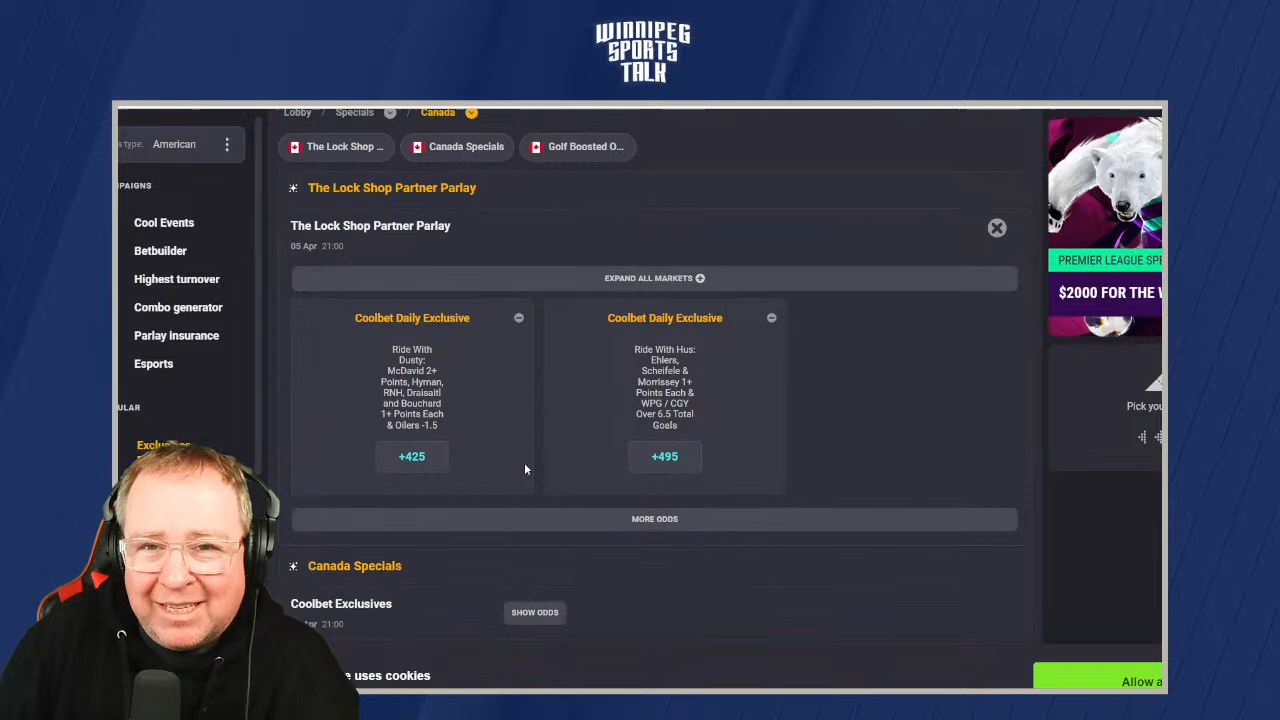 WINNIPEG
SPORTS
TALK
Lobby / Specials / Canada
s type: American
The Lock Shop ...
Canada Specials
Golf Boosted O...
PAIGNS
Cool Events
Betbuilder
Highest turnover
Combo generator
Parlay insurance
Esports
ULAR
The Lock Shop Partner Parlay
The Lock Shop Partner Parlay
05 Apr 21:00
EXPAND ALL MARKETS
Coolbet Daily Exclusive
Ride With
Dusty:
McDavid 2+
Points, Hyman,
RNH, Draisaitl
and Bouchard
1+ Points Each
& Oilers -1.5
+425
Coolbet Daily Exclusive
Ride With Hus:
Ehlers,
Scheifele &
Morrissey 1+
Points Each &
WPG / CGY
Over 6.5 Total
Goals
+495
MORE ODDS
Canada Specials
Coolbet Exclusives
Apr 21:00
SHOW ODDS
e uses cookies
PREMIER LEAGUE SPE
$2000 FOR THE W
Pick you
Allow a